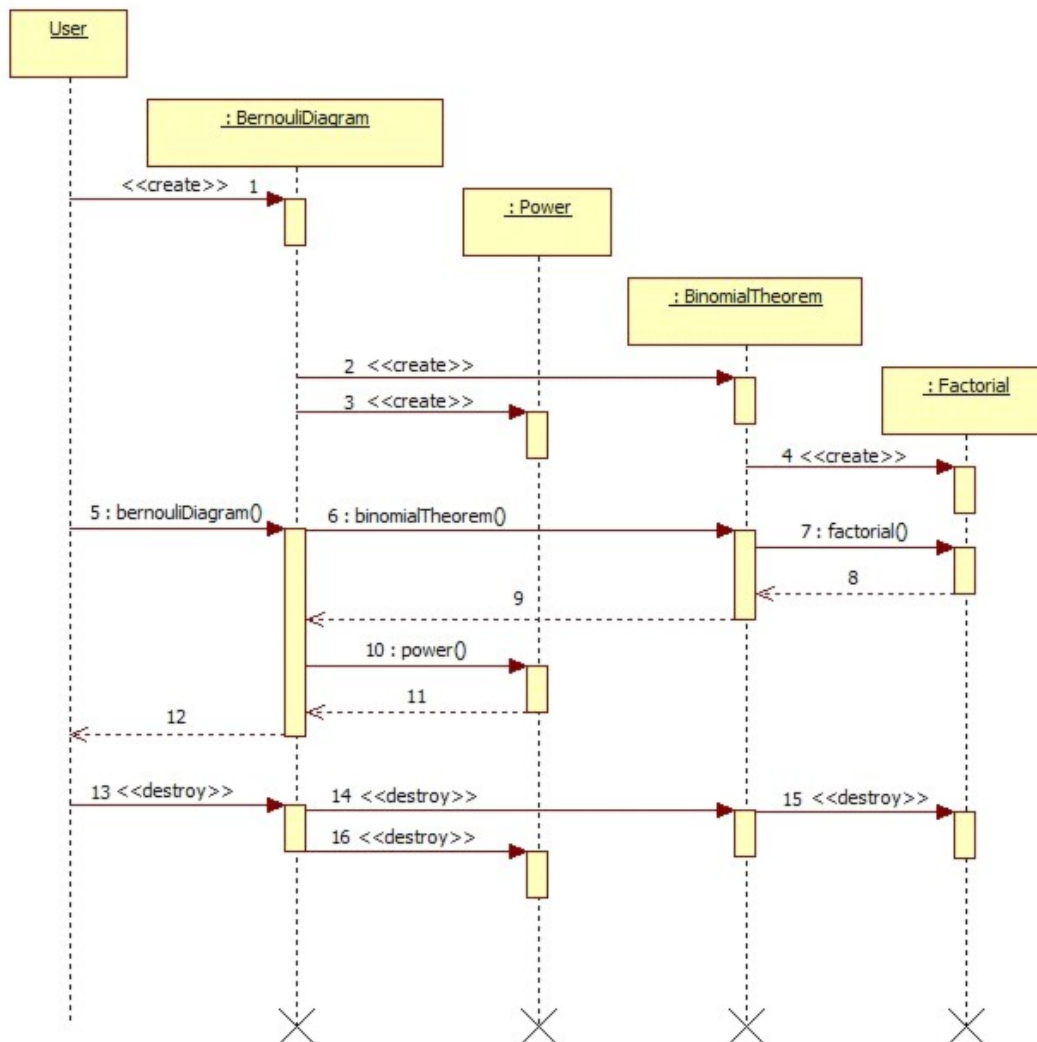 User
: BernouliDiagram
<<create>> 1
: Power
: BinomialTheorem
2 <<create>>
: Factorial
3 <<create>>
4 <<create>>
5 : bernouliDiagram()
6 : binomialTheorem()
7 : factorial()
8
9
10 : power()
11
12
13 <<destroy>>
14 <<destroy>>
15 <<destroy>>
16 <<destroy>>